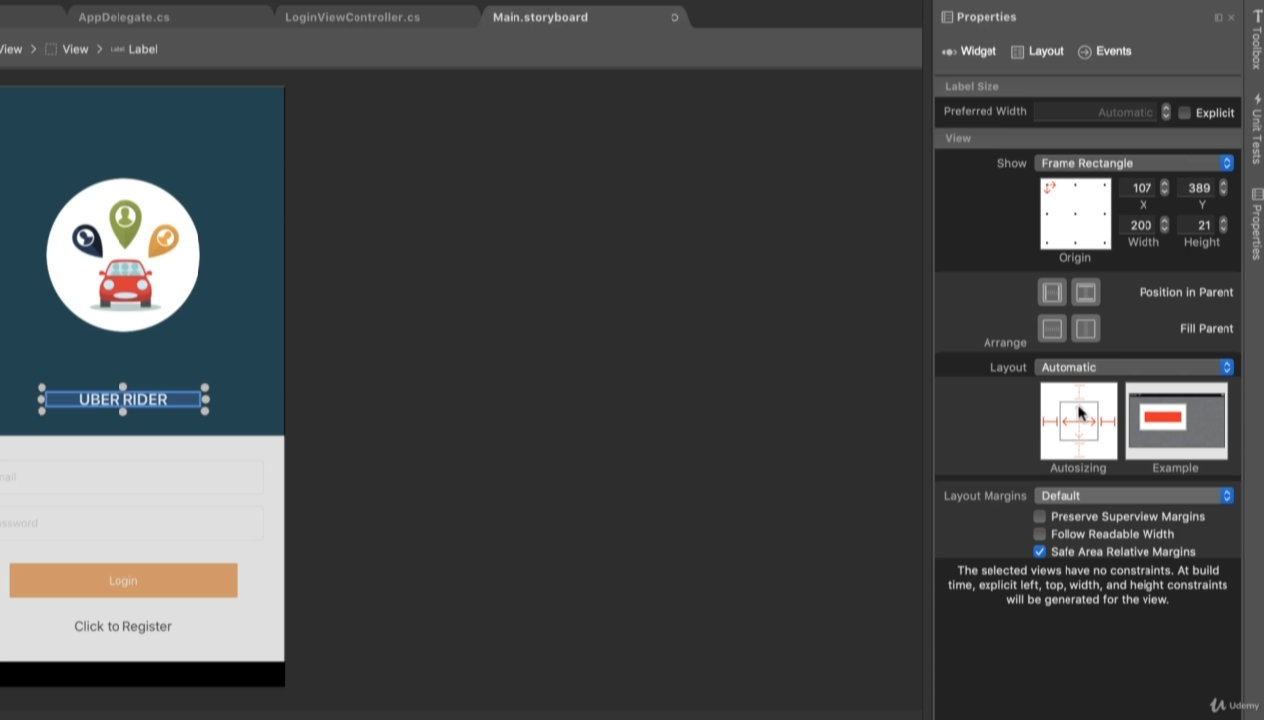 AppDelegate.cs
LoginViewController.cs
Main.storyboard
View > View > Label Label
UBER RIDER
Login
Click to Register
Properties
Widget Layout Events
Label Size
Preferred Width Automatic Explicit
View
Show Frame Rectangle
107 389
X Y
200 21
Width Height
Origin
Position in Parent
Fill Parent
Arrange
Layout Automatic
Autosizing Example
Layout Margins Default
Preserve Superview Margins
Follow Readable Width
Safe Area Relative Margins
The selected views have no constraints. At build
time, explicit left, top, width, and height constraints
will be generated for the view.
Toolbox
Unit Tests
Properties
Udemy